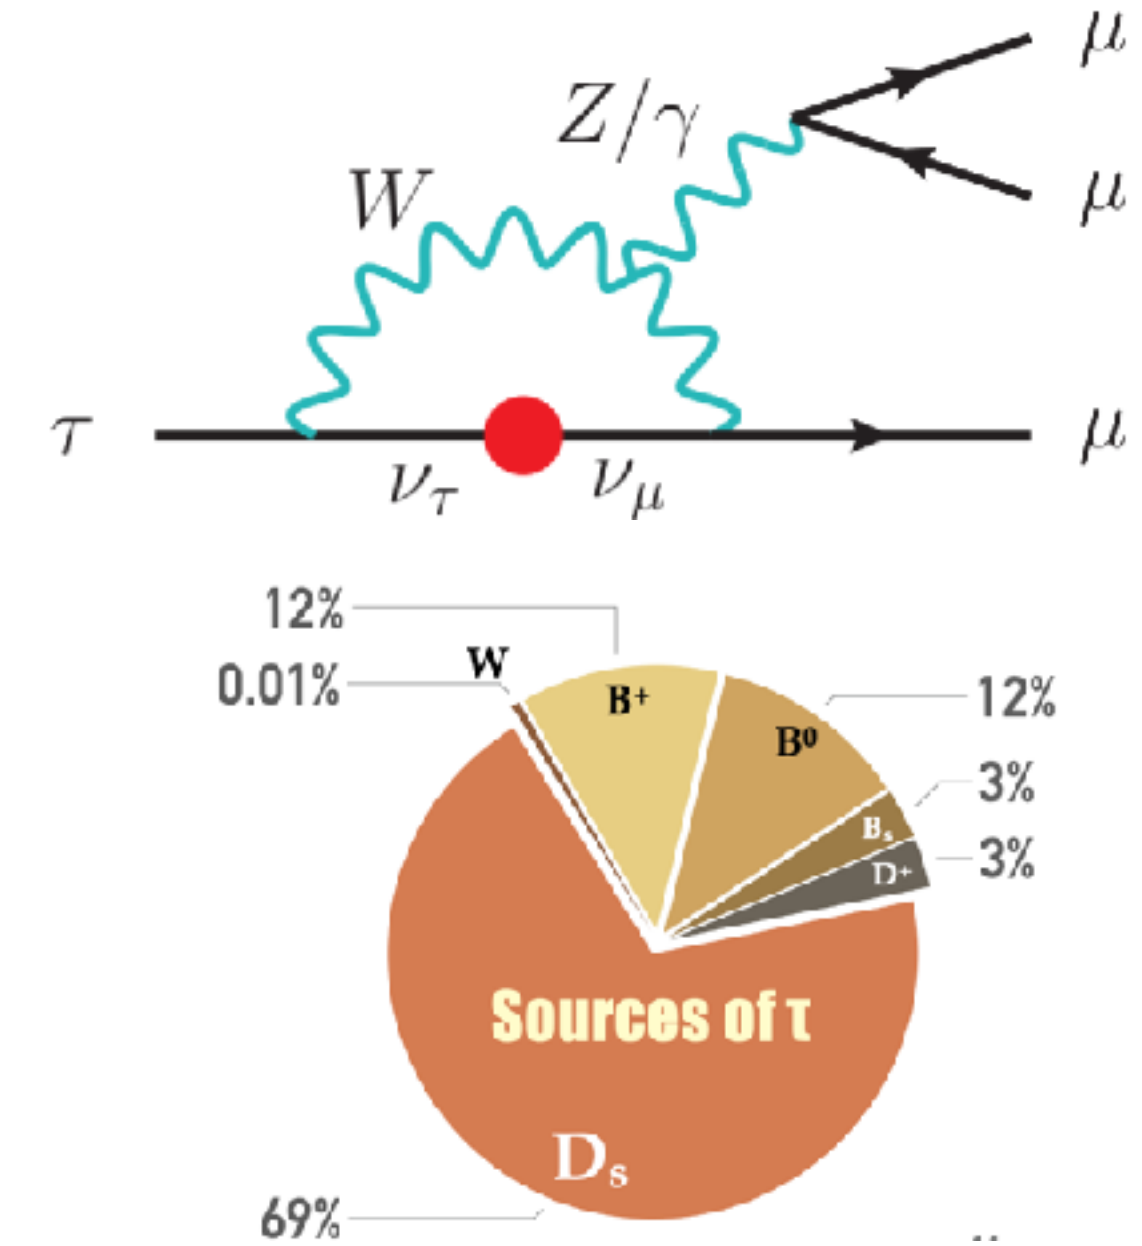 μ
Z/γ
μ
W
τ
μ
ν_τ
ν_μ
12%
W
0.01%
B⁺
12%
B⁰
3%
Bₛ
3%
D⁺
Sources of τ
Dₛ
69%